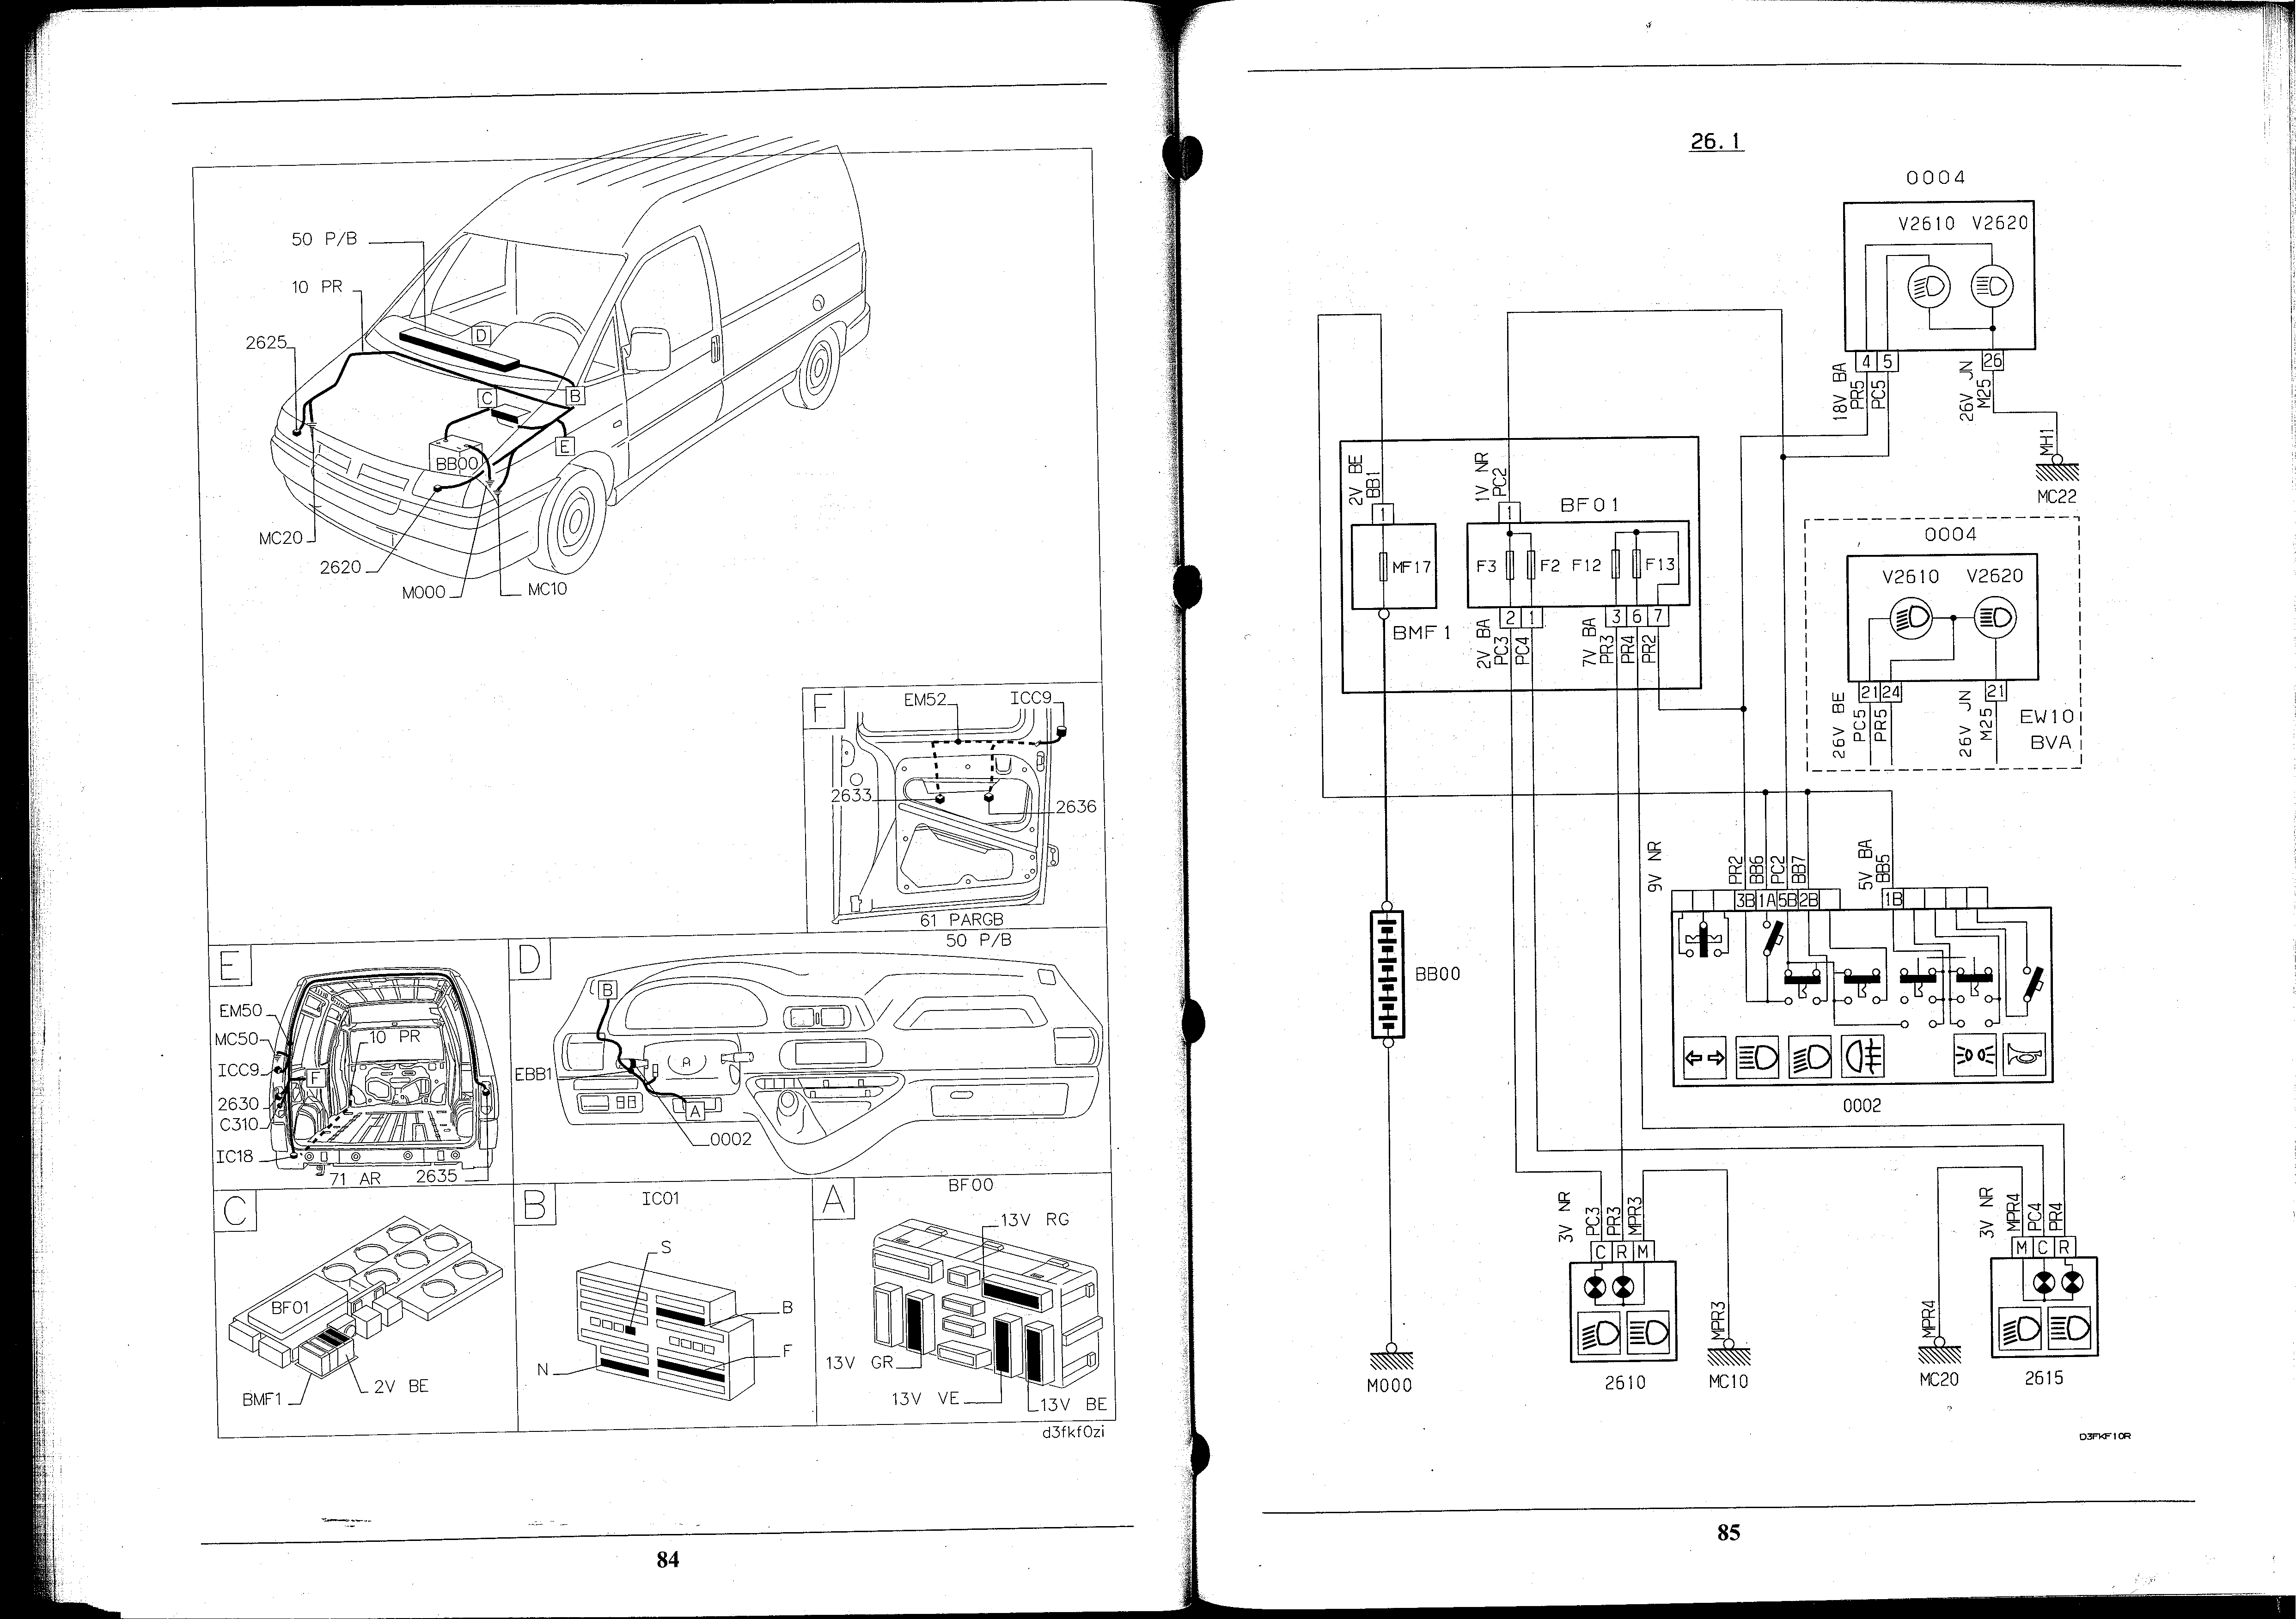 50 P/B
10 PR
2625
D
C
B
E
BB00
MC20
2620
M000
MC10
F
EM52
ICC9
2633
2636
61 PARGB
E
EM50
MC50
ICC9
2630
C310
IC18
10 PR
F
71 AR
2635
D
50 P/B
B
A
EBB1
A
0002
C
BF01
BMF1
2V BE
B
IC01
S
B
F
N
A
BF00
13V RG
13V GR
13V VE
13V BE
d3fkf0zi
84
26.1
0004
V2610 V2620
4 5 26
18V BA
PR5
PC5
26V JN
M25
MH1
MC22
2V BE
BB1
1V NR
PC2
BF01
1
1
MF17
F3 F2 F12 F13
BMF1
2 1 3 6 7
2V BA
PC3
PC4
7V BA
PR3
PR4
PR2
0004
V2610 V2620
21 24 21
26V BE
PC5
PR5
26V JN
M25
EW10
BVA
9V NR
PR2
BB6
PC2
BB7
5V BA
BB5
3B 1A 5B 2B 1B
BB00
0002
3V NR
PC3
PR3
MPR3
C R M
MPR3
3V NR
MPR4
PC4
PR4
M C R
MPR4
M000
2610
MC10
MC20
2615
D3FKF10R
85